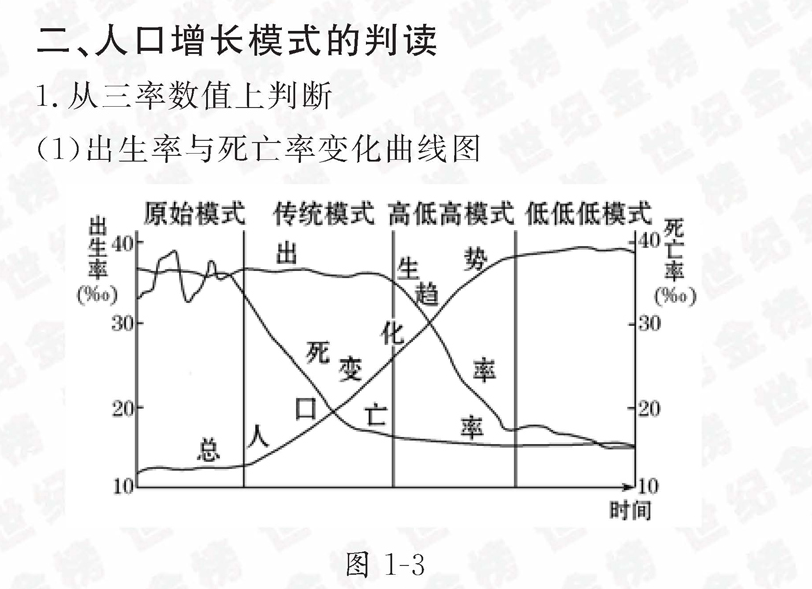 二、人口增长模式的判读
1. 从三率数值上判断
(1)出生率与死亡率变化曲线图
原始模式 传统模式 高低高模式 低低低模式
出生率(‰)
死亡率(‰)
40
30
20
10
40
30
20
10
出生率
死亡率
总人口变化趋势
时间
图 1-3
世纪金榜